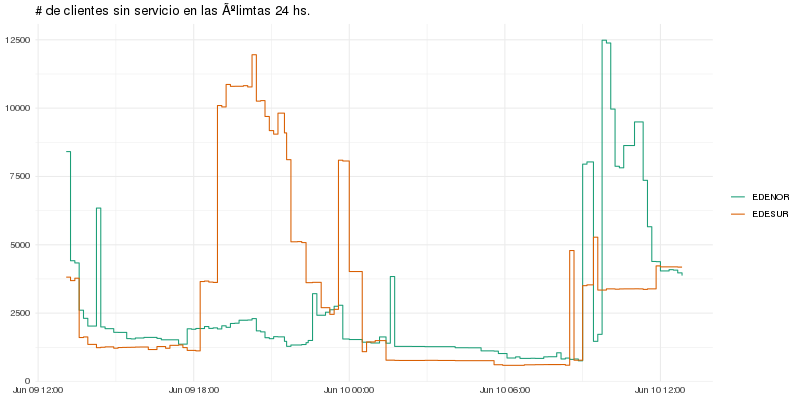 # de clientes sin servicio en las Ãºlimtas 24 hs.
12500
10000
7500
5000
2500
0
Jun 09 12:00
Jun 09 18:00
Jun 10 00:00
Jun 10 06:00
Jun 10 12:00
EDENOR
EDESUR